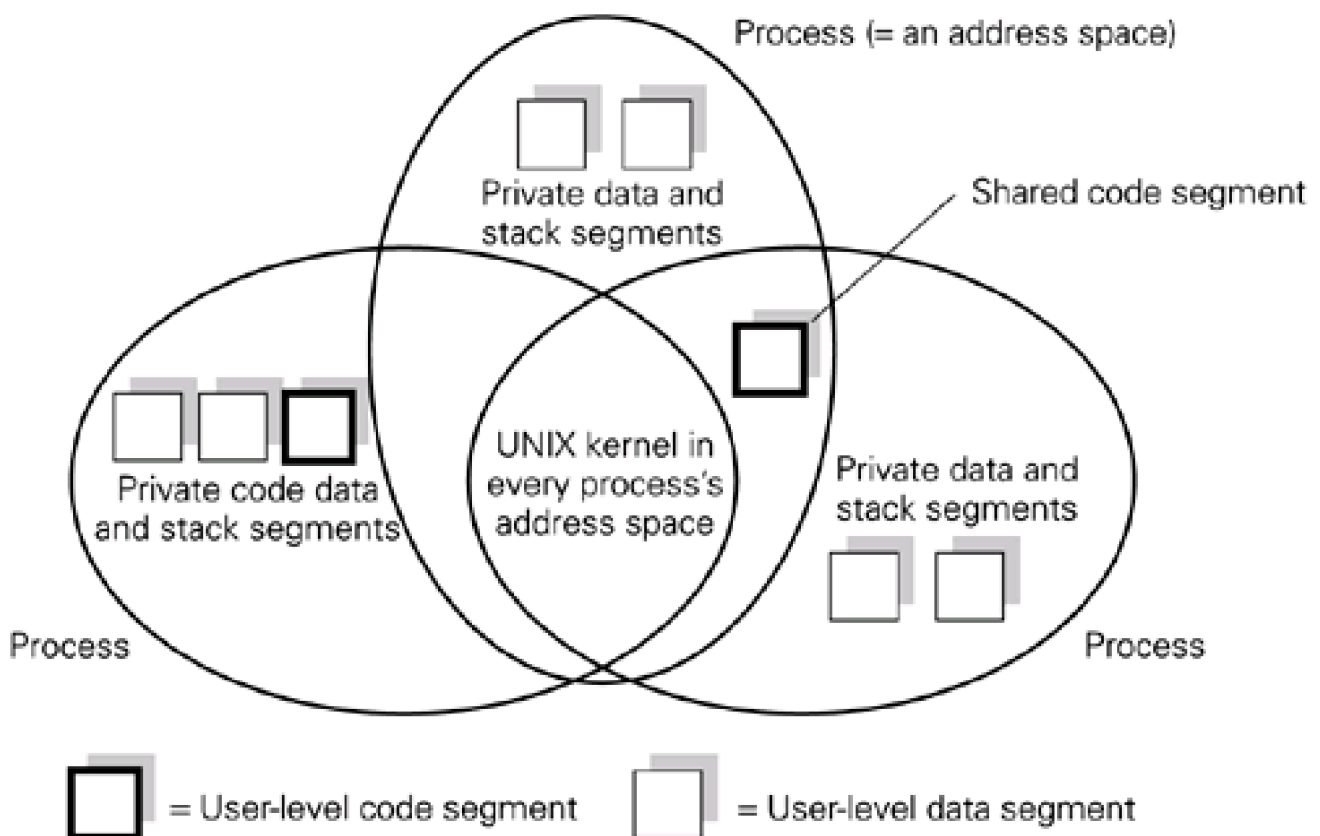 Process (= an address space)
Private data and
stack segments
Shared code segment
UNIX kernel in
every process's
address space
Private code data
and stack segments
Private data and
stack segments
Process
Process
= User-level code segment
= User-level data segment